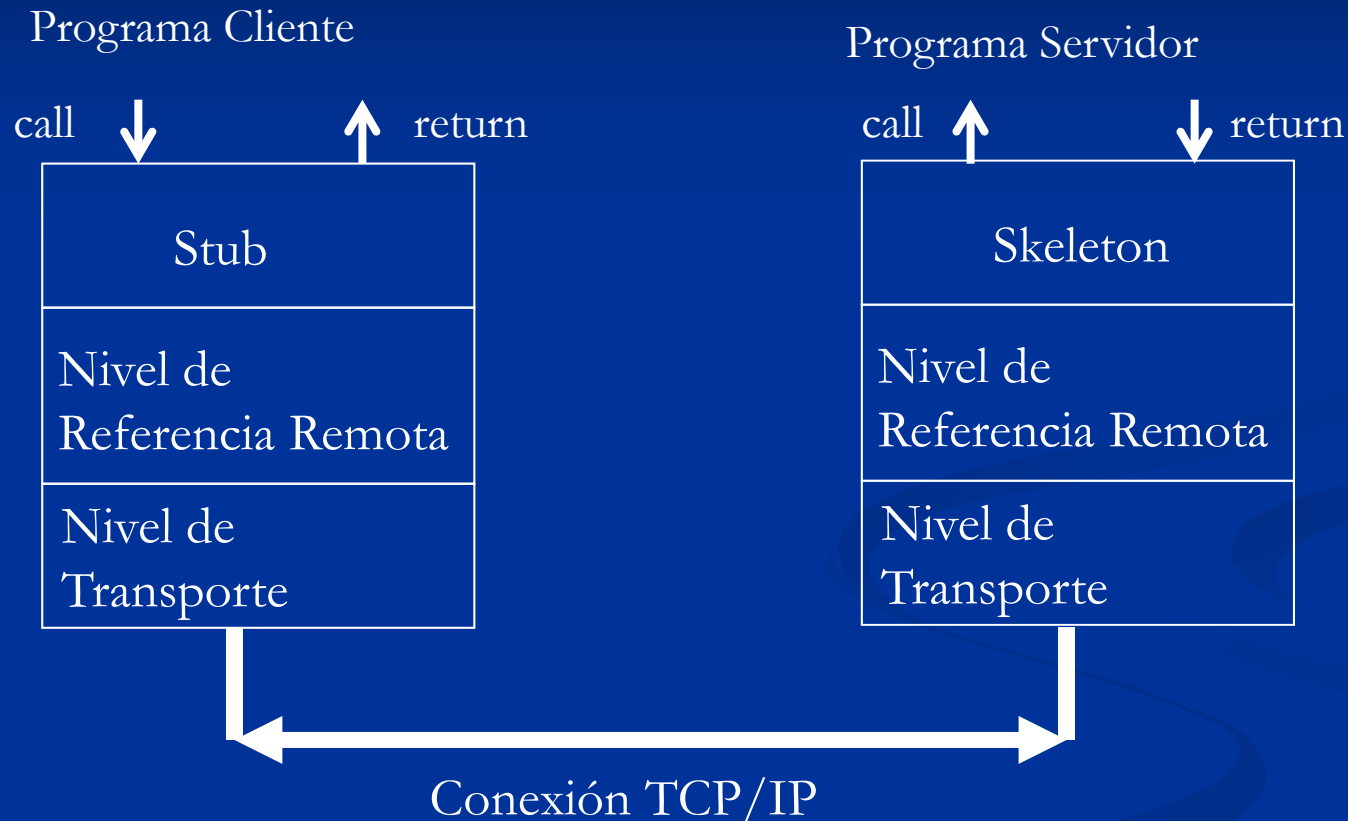 Programa Cliente
call
return
Stub
Nivel de
Referencia Remota
Nivel de
Transporte
Programa Servidor
call
return
Skeleton
Nivel de
Referencia Remota
Nivel de
Transporte
Conexión TCP/IP